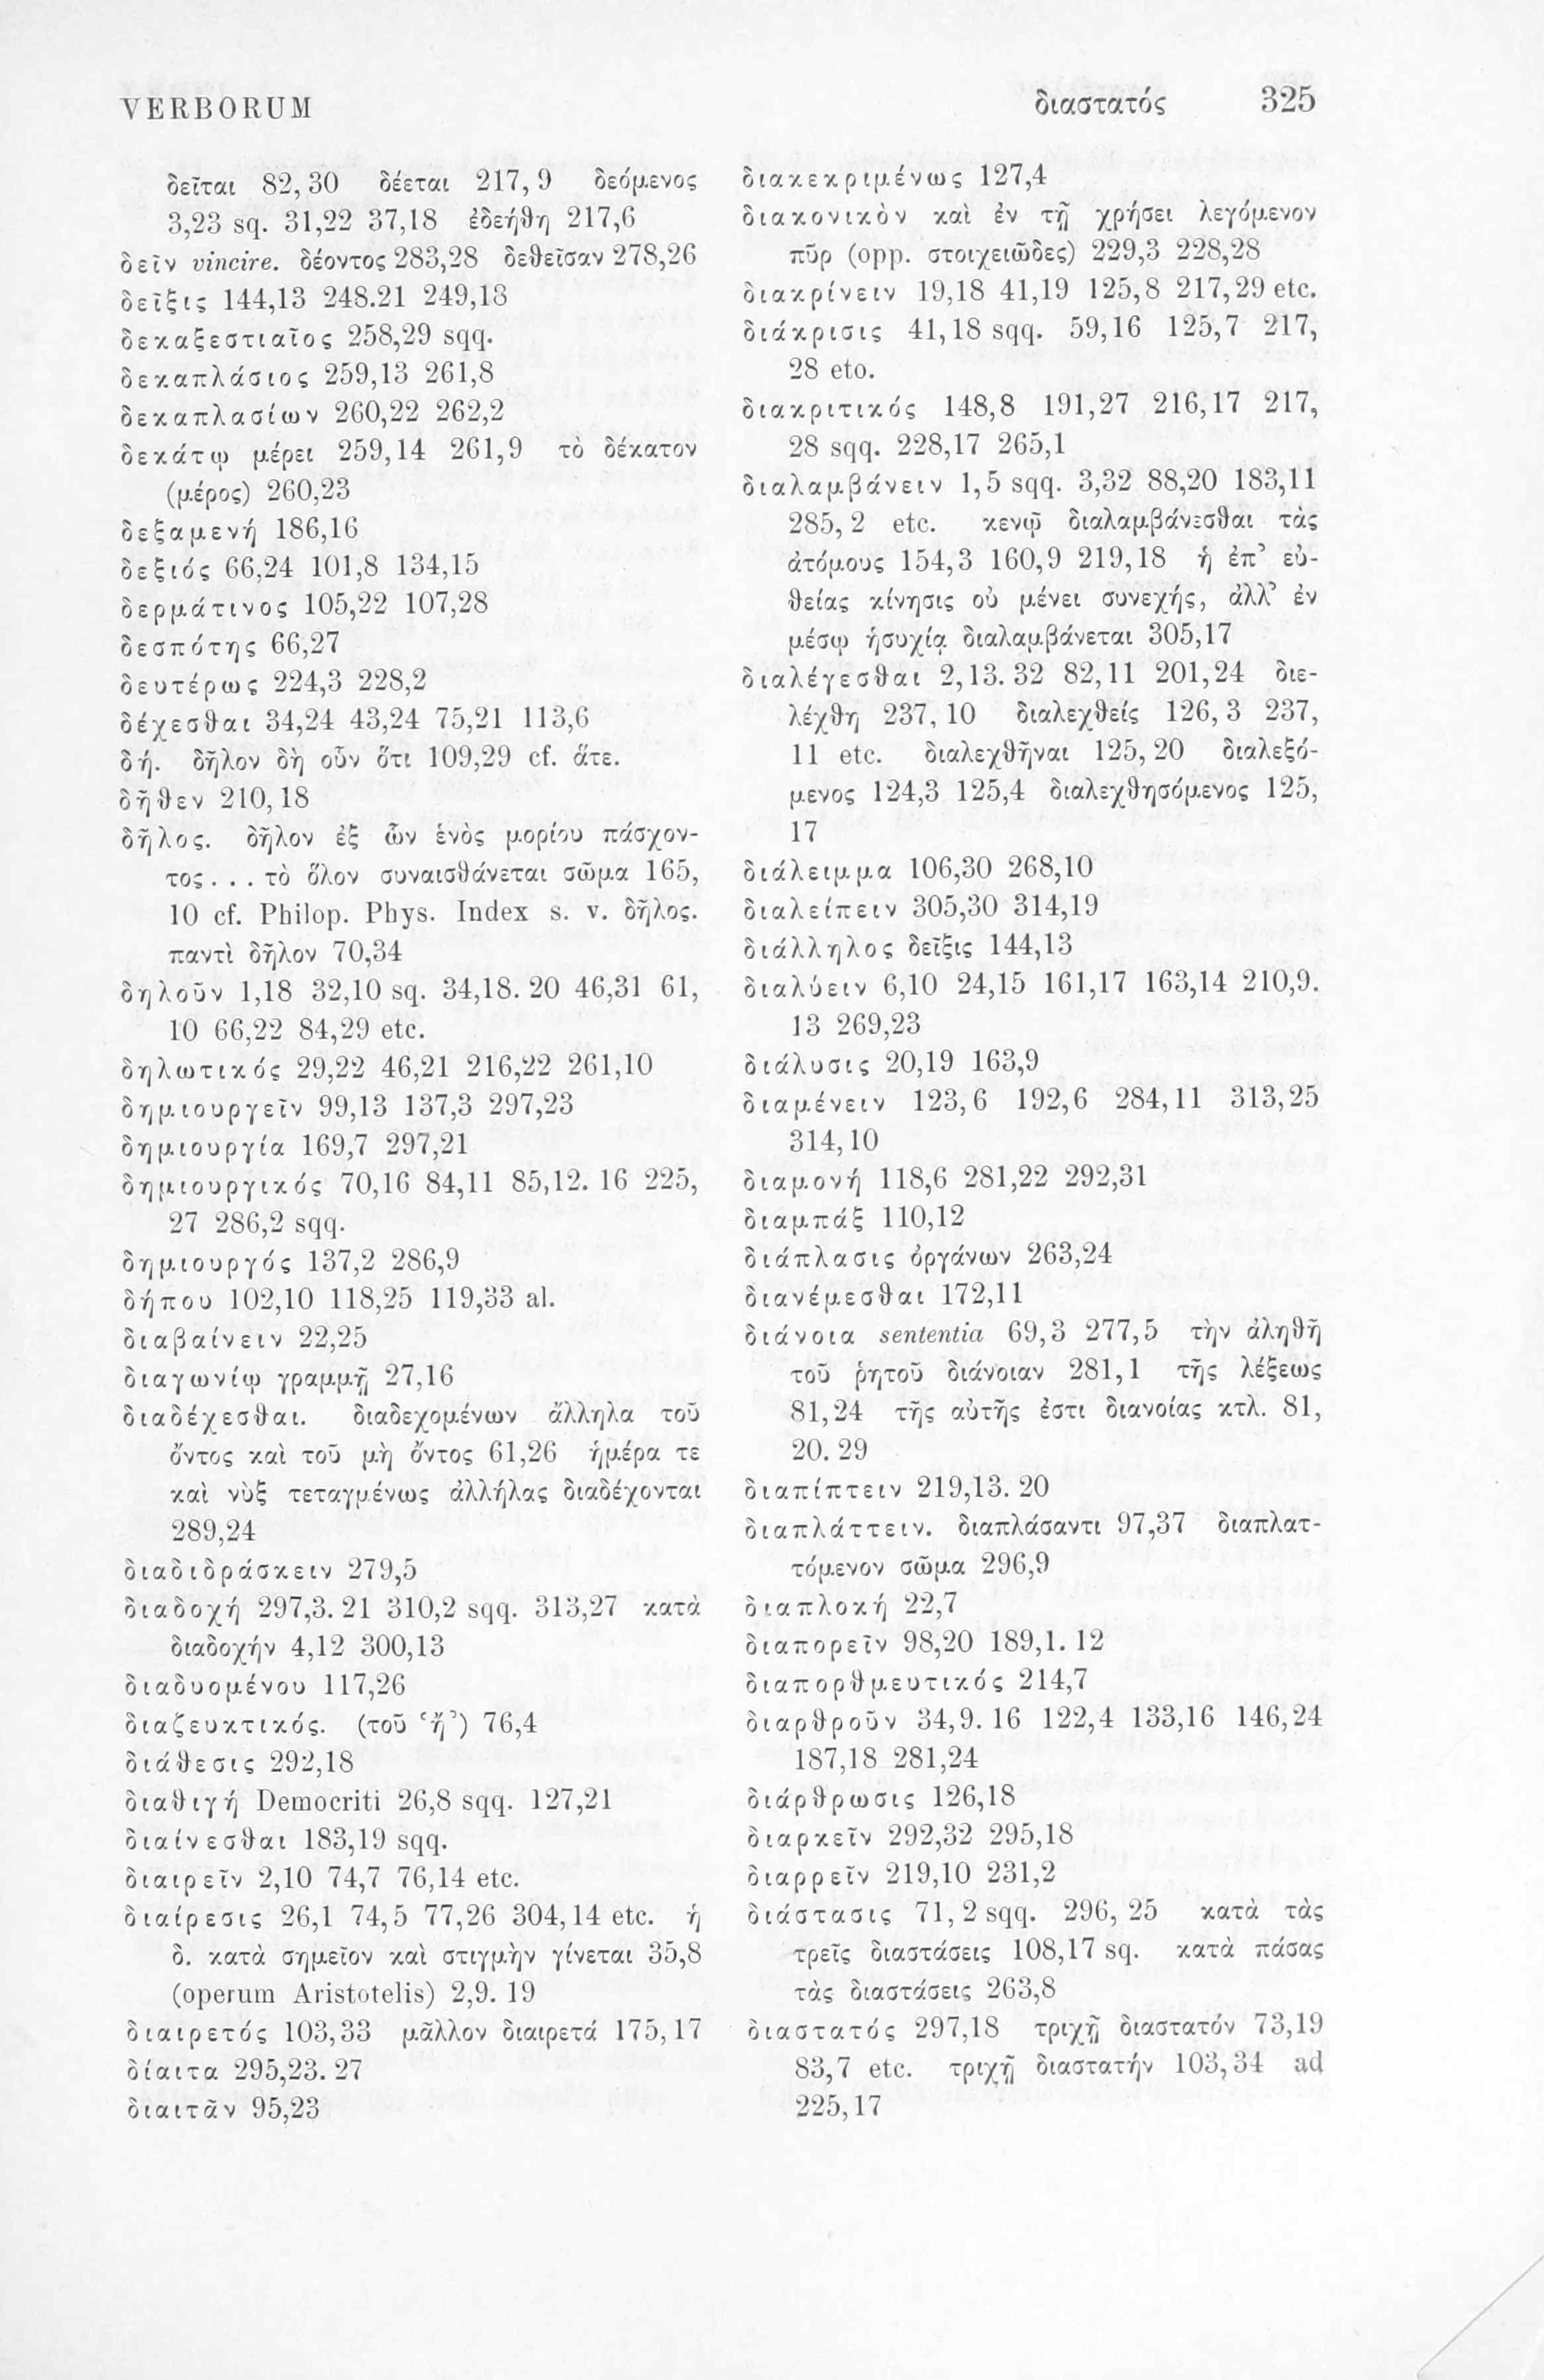 VERBORUM
διαστατός 325
δεῖται 82,30 δέεται 217,9 δεόμενος
3,23 sq. 31,22 37,18 ἐδεήθη 217,6
δεῖν vincire. δέοντος 283,28 δεθεῖσαν 278,26
δεῖξις 144,13 248.21 249,13
δεκαξεστιαῖος 258,29 sqq.
δεκαπλάσιος 259,13 261,8
δεκαπλασίων 260,22 262,2
δεκάτῳ μέρει 259,14 261,9 τὸ δέκατον
(μέρος) 260,23
δεξαμενή 186,16
δεξιός 66,24 101,8 134,15
δερμάτινος 105,22 107,28
δεσπότης 66,27
δευτέρως 224,3 228,2
δέχεσθαι 34,24 43,24 75,21 113,6
δή. δῆλον δὴ οὖν ὅτι 109,29 cf. ἅτε.
δῆθεν 210,18
δῆλος. δῆλον ἐξ ὧν ἑνὸς μορίου πάσχον-
τος... τὸ ὅλον συναισθάνεται σῶμα 165,
10 cf. Philop. Phys. Index s. v. δῆλος.
παντὶ δῆλον 70,34
δηλοῦν 1,18 32,10 sq. 34,18. 20 46,31 61,
10 66,22 84,29 etc.
δηλωτικός 29,22 46,21 216,22 261,10
δημιουργεῖν 99,13 137,3 297,23
δημιουργία 169,7 297,21
δημιουργικός 70,16 84,11 85,12. 16 225,
27 286,2 sqq.
δημιουργός 137,2 286,9
δήπου 102,10 118,25 119,33 al.
διαβαίνειν 22,25
διαγωνίῳ γραμμῇ 27,16
διαδέχεσθαι. διαδεχομένων ἄλληλα τοῦ
ὄντος καὶ τοῦ μὴ ὄντος 61,26 ἡμέρα τε
καὶ νὺξ τεταγμένως ἀλλήλας διαδέχονται
289,24
διαδιδράσκειν 279,5
διαδοχή 297,3. 21 310,2 sqq. 313,27 κατὰ
διαδοχήν 4,12 300,13
διαδυομένου 117,26
διαζευκτικός. (τοῦ ‘ἤ’) 76,4
διάθεσις 292,18
διαθιγή Democriti 26,8 sqq. 127,21
διαίνεσθαι 183,19 sqq.
διαιρεῖν 2,10 74,7 76,14 etc.
διαίρεσις 26,1 74,5 77,26 304,14 etc. ἡ
δ. κατὰ σημεῖον καὶ στιγμὴν γίνεται 35,8
(operum Aristotelis) 2,9. 19
διαιρετός 103,33 μᾶλλον διαιρετά 175,17
δίαιτα 295,23. 27
διαιτᾶν 95,23
διακεκριμένως 127,4
διακονικὸν καὶ ἐν τῇ χρήσει λεγόμενον
πῦρ (opp. στοιχειῶδες) 229,3 228,28
διακρίνειν 19,18 41,19 125,8 217,29 etc.
διάκρισις 41,18 sqq. 59,16 125,7 217,
28 eto.
διακριτικός 148,8 191,27 216,17 217,
28 sqq. 228,17 265,1
διαλαμβάνειν 1,5 sqq. 3,32 88,20 183,11
285,2 etc. κενῷ διαλαμβάνεσθαι τὰς
ἀτόμους 154,3 160,9 219,18 ἡ ἐπ’ εὐ-
θείας κίνησις οὐ μένει συνεχής, ἀλλ’ ἐν
μέσῳ ἡσυχίᾳ διαλαμβάνεται 305,17
διαλέγεσθαι 2,13. 32 82,11 201,24 διε-
λέχθη 237,10 διαλεχθείς 126,3 237,
11 etc. διαλεχθῆναι 125,20 διαλεξό-
μενος 124,3 125,4 διαλεχθησόμενος 125,
17
διάλειμμα 106,30 268,10
διαλείπειν 305,30 314,19
διάλληλος δεῖξις 144,13
διαλύειν 6,10 24,15 161,17 163,14 210,9.
13 269,23
διάλυσις 20,19 163,9
διαμένειν 123,6 192,6 284,11 313,25
314,10
διαμονή 118,6 281,22 292,31
διαμπάξ 110,12
διάπλασις ὀργάνων 263,24
διανέμεσθαι 172,11
διάνοια sententia 69,3 277,5 τὴν ἀληθῆ
τοῦ ῥητοῦ διάνοιαν 281,1 τῆς λέξεως
81,24 τῆς αὐτῆς ἐστι διανοίας κτλ. 81,
20. 29
διαπίπτειν 219,13. 20
διαπλάττειν. διαπλάσαντι 97,37 διαπλατ-
τόμενον σῶμα 296,9
διαπλοκή 22,7
διαπορεῖν 98,20 189,1. 12
διαπορθμευτικός 214,7
διαρθροῦν 34,9. 16 122,4 133,16 146,24
187,18 281,24
διάρθρωσις 126,18
διαρκεῖν 292,32 295,18
διαρρεῖν 219,10 231,2
διάστασις 71,2 sqq. 296,25 κατὰ τὰς
τρεῖς διαστάσεις 108,17 sq. κατὰ πάσας
τὰς διαστάσεις 263,8
διαστατός 297,18 τριχῇ διαστατόν 73,19
83,7 etc. τριχῇ διαστατήν 103,34 ad
225,17